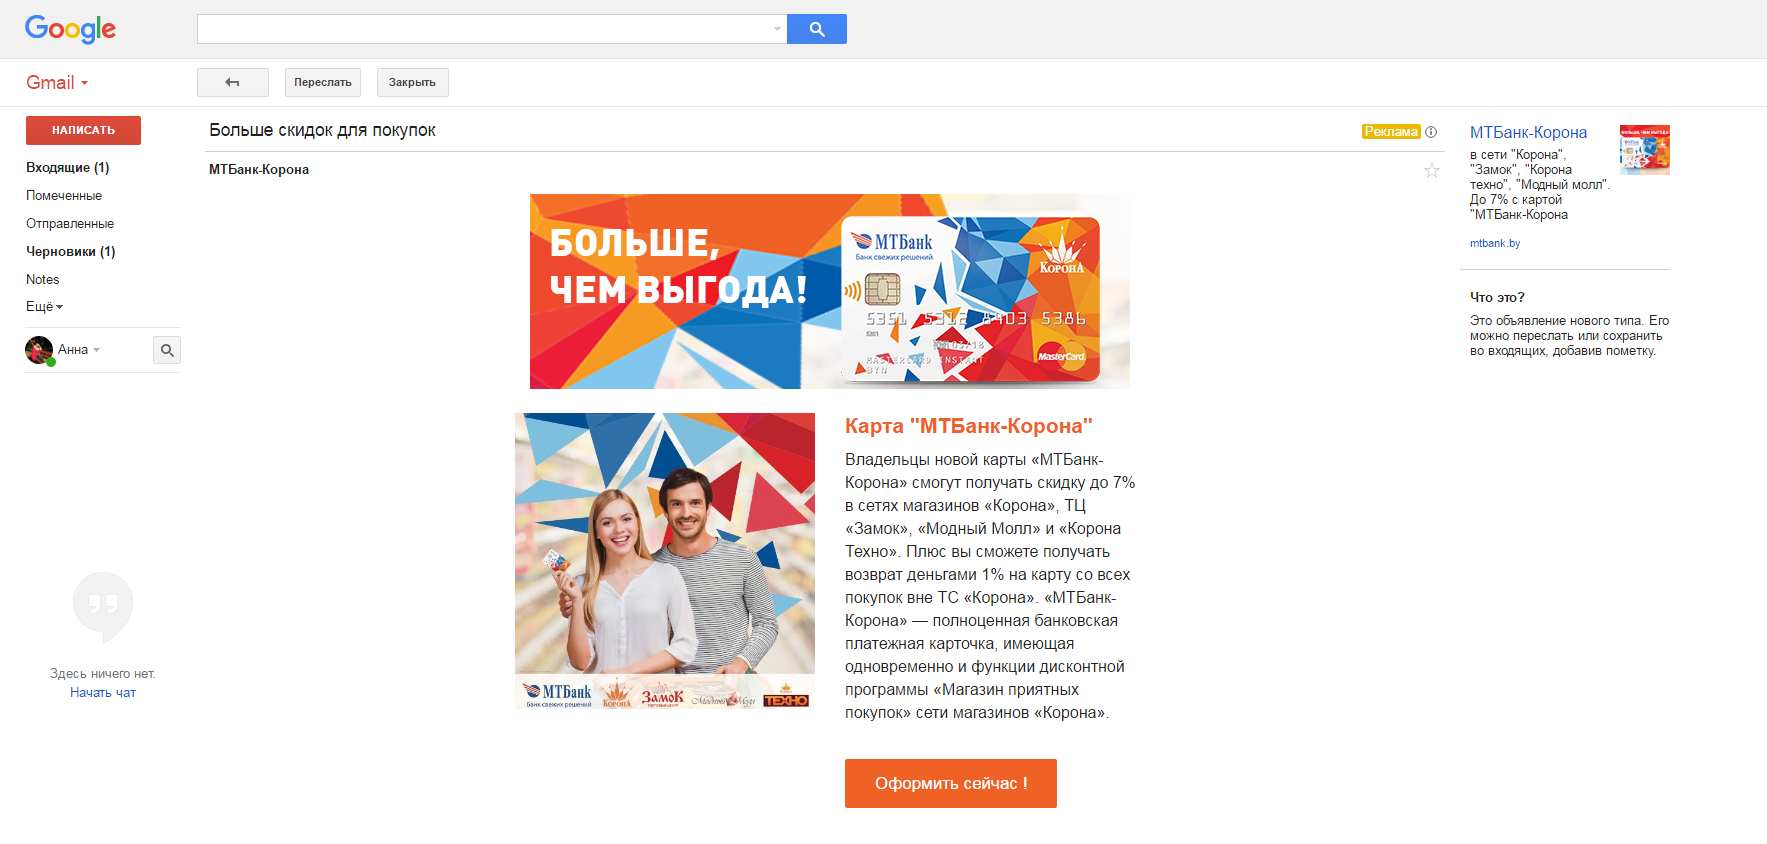 Google
Gmail
Переслать
Закрыть
НАПИСАТЬ
Входящие (1)
Помеченные
Отправленные
Черновики (1)
Notes
Ещё
Анна
Здесь ничего нет.
Начать чат
Больше скидок для покупок
Реклама
МТБанк-Корона
БОЛЬШЕ,
ЧЕМ ВЫГОДА!
МТБанк
Банк свежих решений
КОРОНА
5351 5312 8403 5386
5351
03/18
MASTERCARD INSTANT
BYN
MasterCard
МТБанк
Банк свежих решений
КОРОНА
ЗАМОК
ТОРГОВЫЙ ЦЕНТР
ТЕХНО
Карта "МТБанк-Корона"
Владельцы новой карты «МТБанк-
Корона» смогут получать скидку до 7%
в сетях магазинов «Корона», ТЦ
«Замок», «Модный Молл» и «Корона
Техно». Плюс вы сможете получать
возврат деньгами 1% на карту со всех
покупок вне ТС «Корона». «МТБанк-
Корона» — полноценная банковская
платежная карточка, имеющая
одновременно и функции дисконтной
программы «Магазин приятных
покупок» сети магазинов «Корона».
Оформить сейчас !
МТБанк-Корона
в сети "Корона",
"Замок", "Корона
техно", "Модный молл".
До 7% с картой
"МТБанк-Корона
mtbank.by
БОЛЬШЕ, ЧЕМ ВЫГОДА!
Что это?
Это объявление нового типа. Его
можно переслать или сохранить
во входящих, добавив пометку.